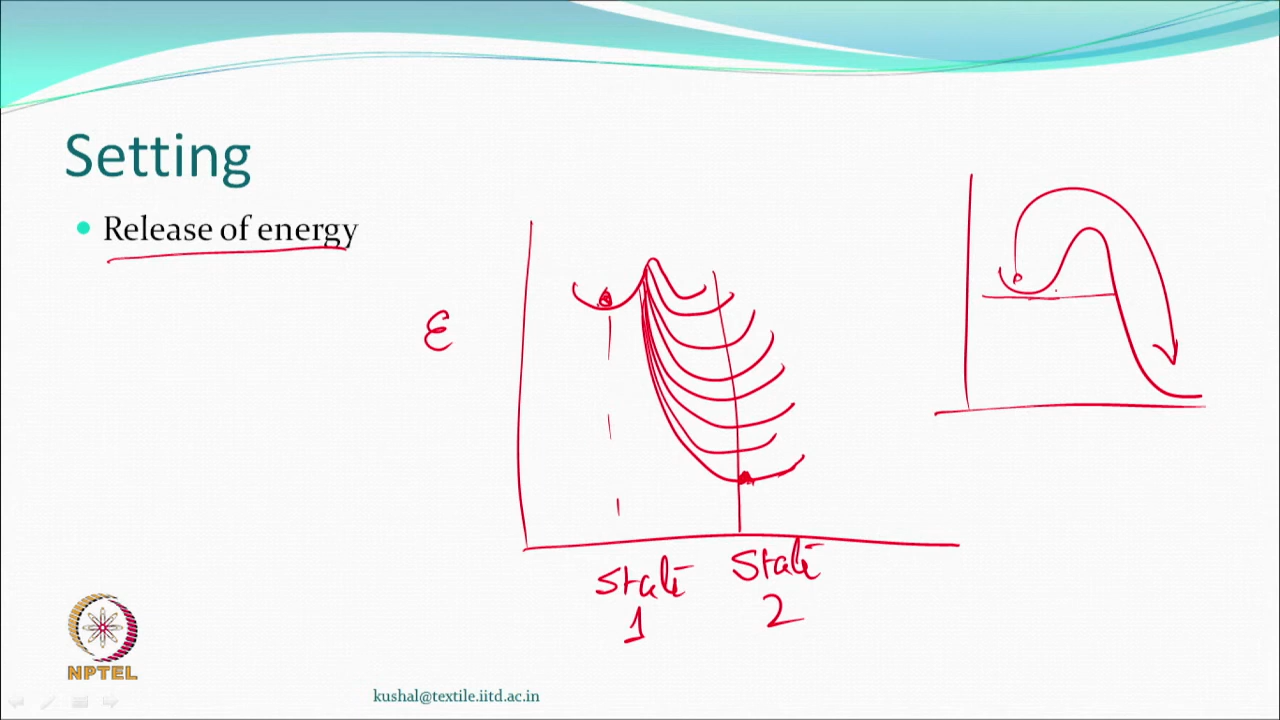 Setting
Release of energy
ε
State State
1 2
NPTEL
kushal@textile.iitd.ac.in